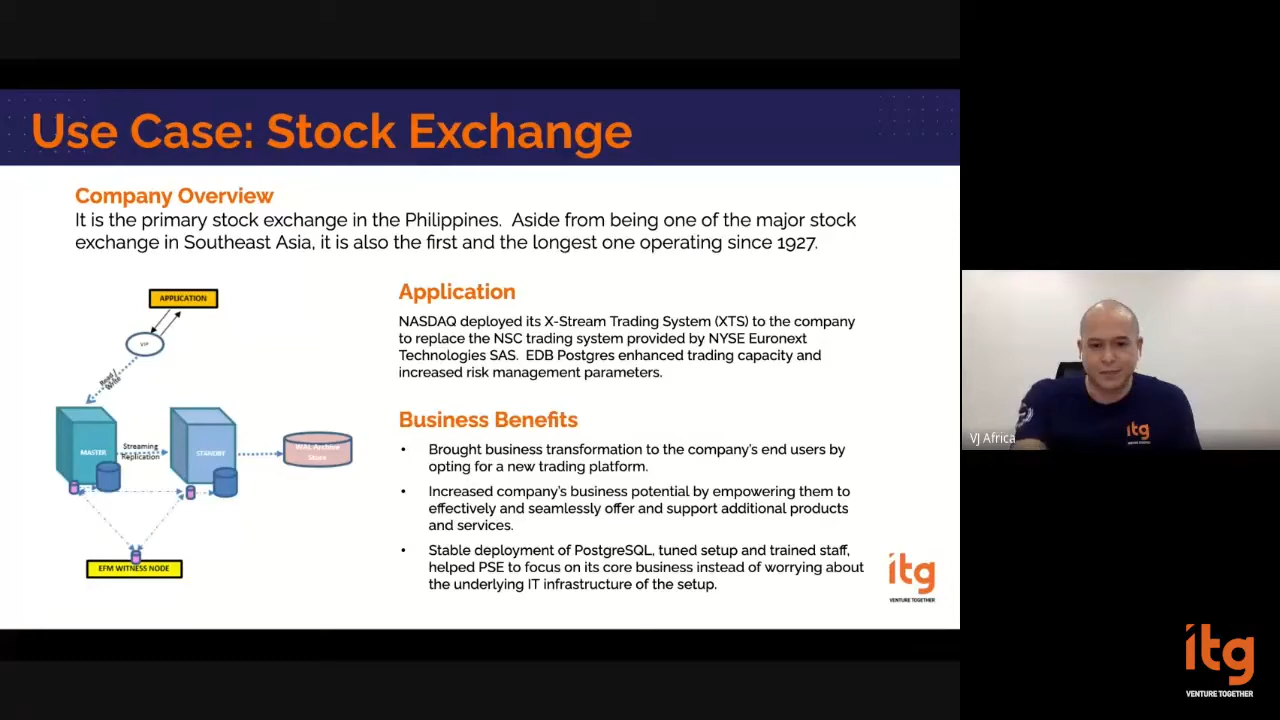 Use Case: Stock Exchange
Company Overview
It is the primary stock exchange in the Philippines. Aside from being one of the major stock
exchange in Southeast Asia, it is also the first and the longest one operating since 1927.
APPLICATION
Read/
Write
MASTER
Streaming
Replication
STANDBY
WAL Archive
Store
EFM WITNESS NODE
Application
NASDAQ deployed its X-Stream Trading System (XTS) to the company
to replace the NSC trading system provided by NYSE Euronext
Technologies SAS. EDB Postgres enhanced trading capacity and
increased risk management parameters.
Business Benefits
• Brought business transformation to the company's end users by
opting for a new trading platform.
• Increased company's business potential by empowering them to
effectively and seamlessly offer and support additional products
and services.
• Stable deployment of PostgreSQL, tuned setup and trained staff,
helped PSE to focus on its core business instead of worrying about
the underlying IT infrastructure of the setup.
itg
VENTURE TOGETHER
VJ Africa
itg
itg
VENTURE TOGETHER